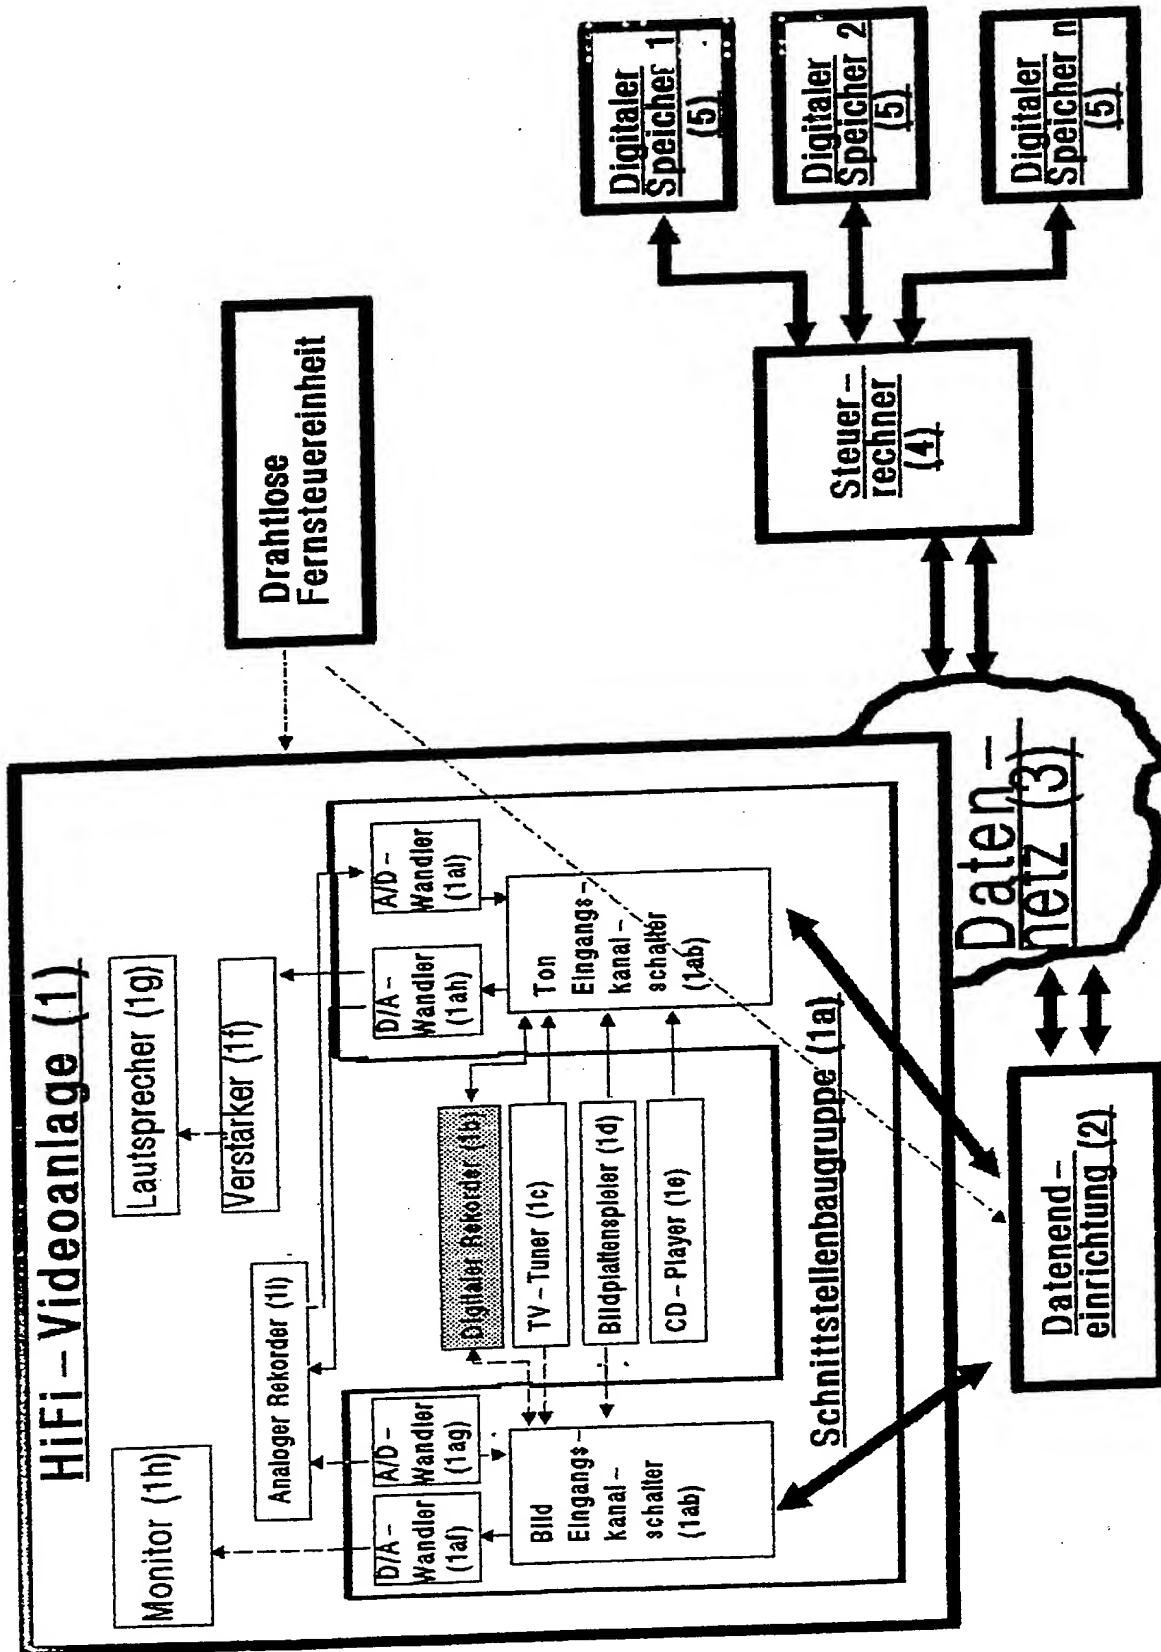 HiFi–Videoanlage (1)
Monitor (1h)
Analoger Rekorder (1i)
Lautsprecher (1g)
Verstarker (1f)
Drahtlose
Fernsteuereinheit
D/A–
Wandler
(1af)
A/D–
Wandler
(1ag)
D/A–
Wandler
(1ah)
A/D–
Wandler
(1ai)
Bild
Eingangs–
kanal–
schalter
(1ab)
Digitaler Rekorder (1b)
TV–Tuner (1c)
Bildplattenspieler (1d)
CD–Player (1e)
Ton
Eingangs–
kanal–
schalter
(1ab)
Schnittstellenbaugruppe (1a)
Datenend–
einrichtung (2)
Daten–
netz (3)
Steuer–
rechner
(4)
Digitaler
Speicher 1
(5)
Digitaler
Speicher 2
(5)
Digitaler
Speicher n
(5)